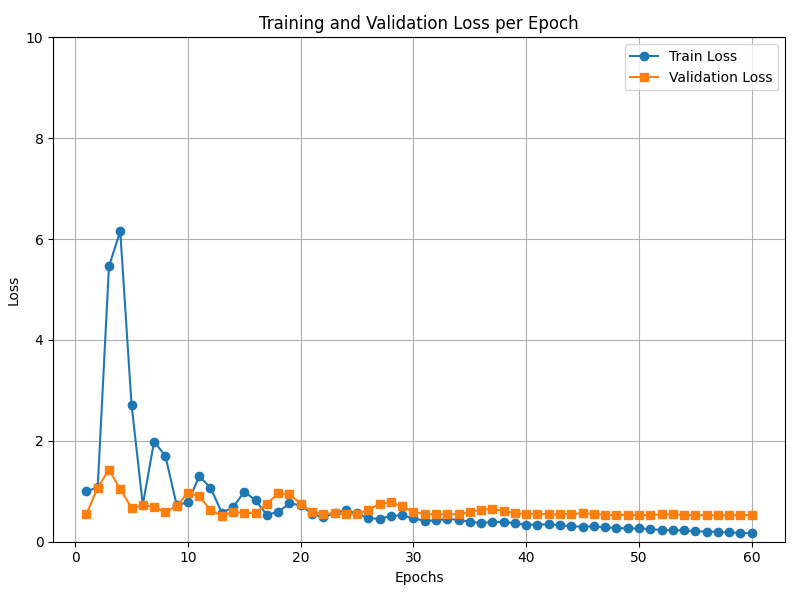 Training and Validation Loss per Epoch
10
8
6
4
2
0
Loss
Train Loss
Validation Loss
0 10 20 30 40 50 60
Epochs